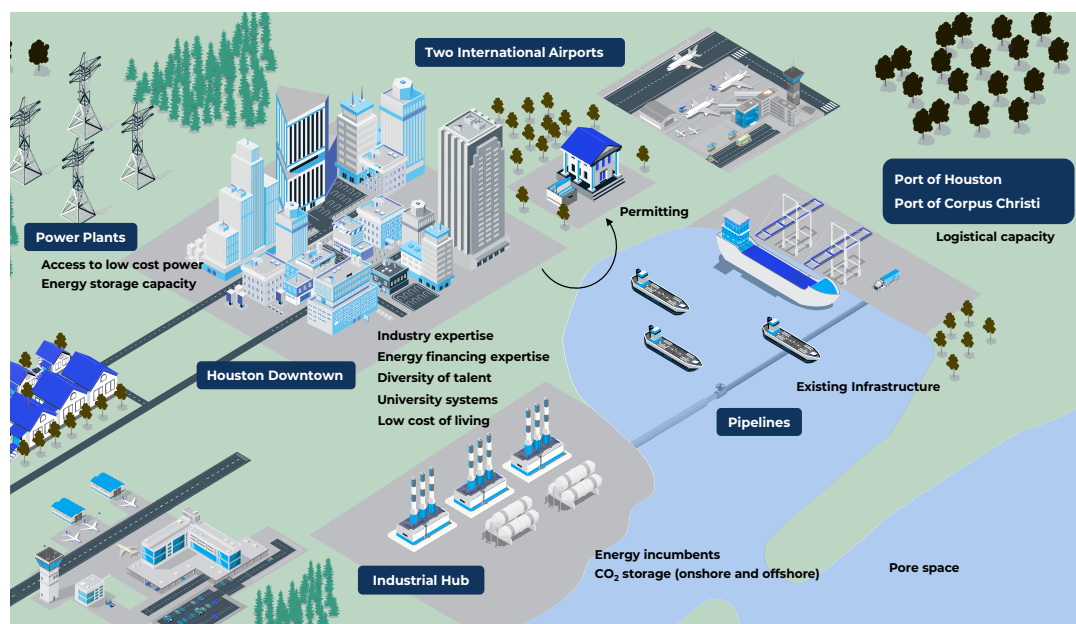 Two International Airports
Port of Houston
Port of Corpus Christi
Logistical capacity
Permitting
Power Plants
Access to low cost power
Energy storage capacity
Houston Downtown
Industry expertise
Energy financing expertise
Diversity of talent
University systems
Low cost of living
Existing Infrastructure
Pipelines
Industrial Hub
Energy incumbents
CO₂ storage (onshore and offshore)
Pore space